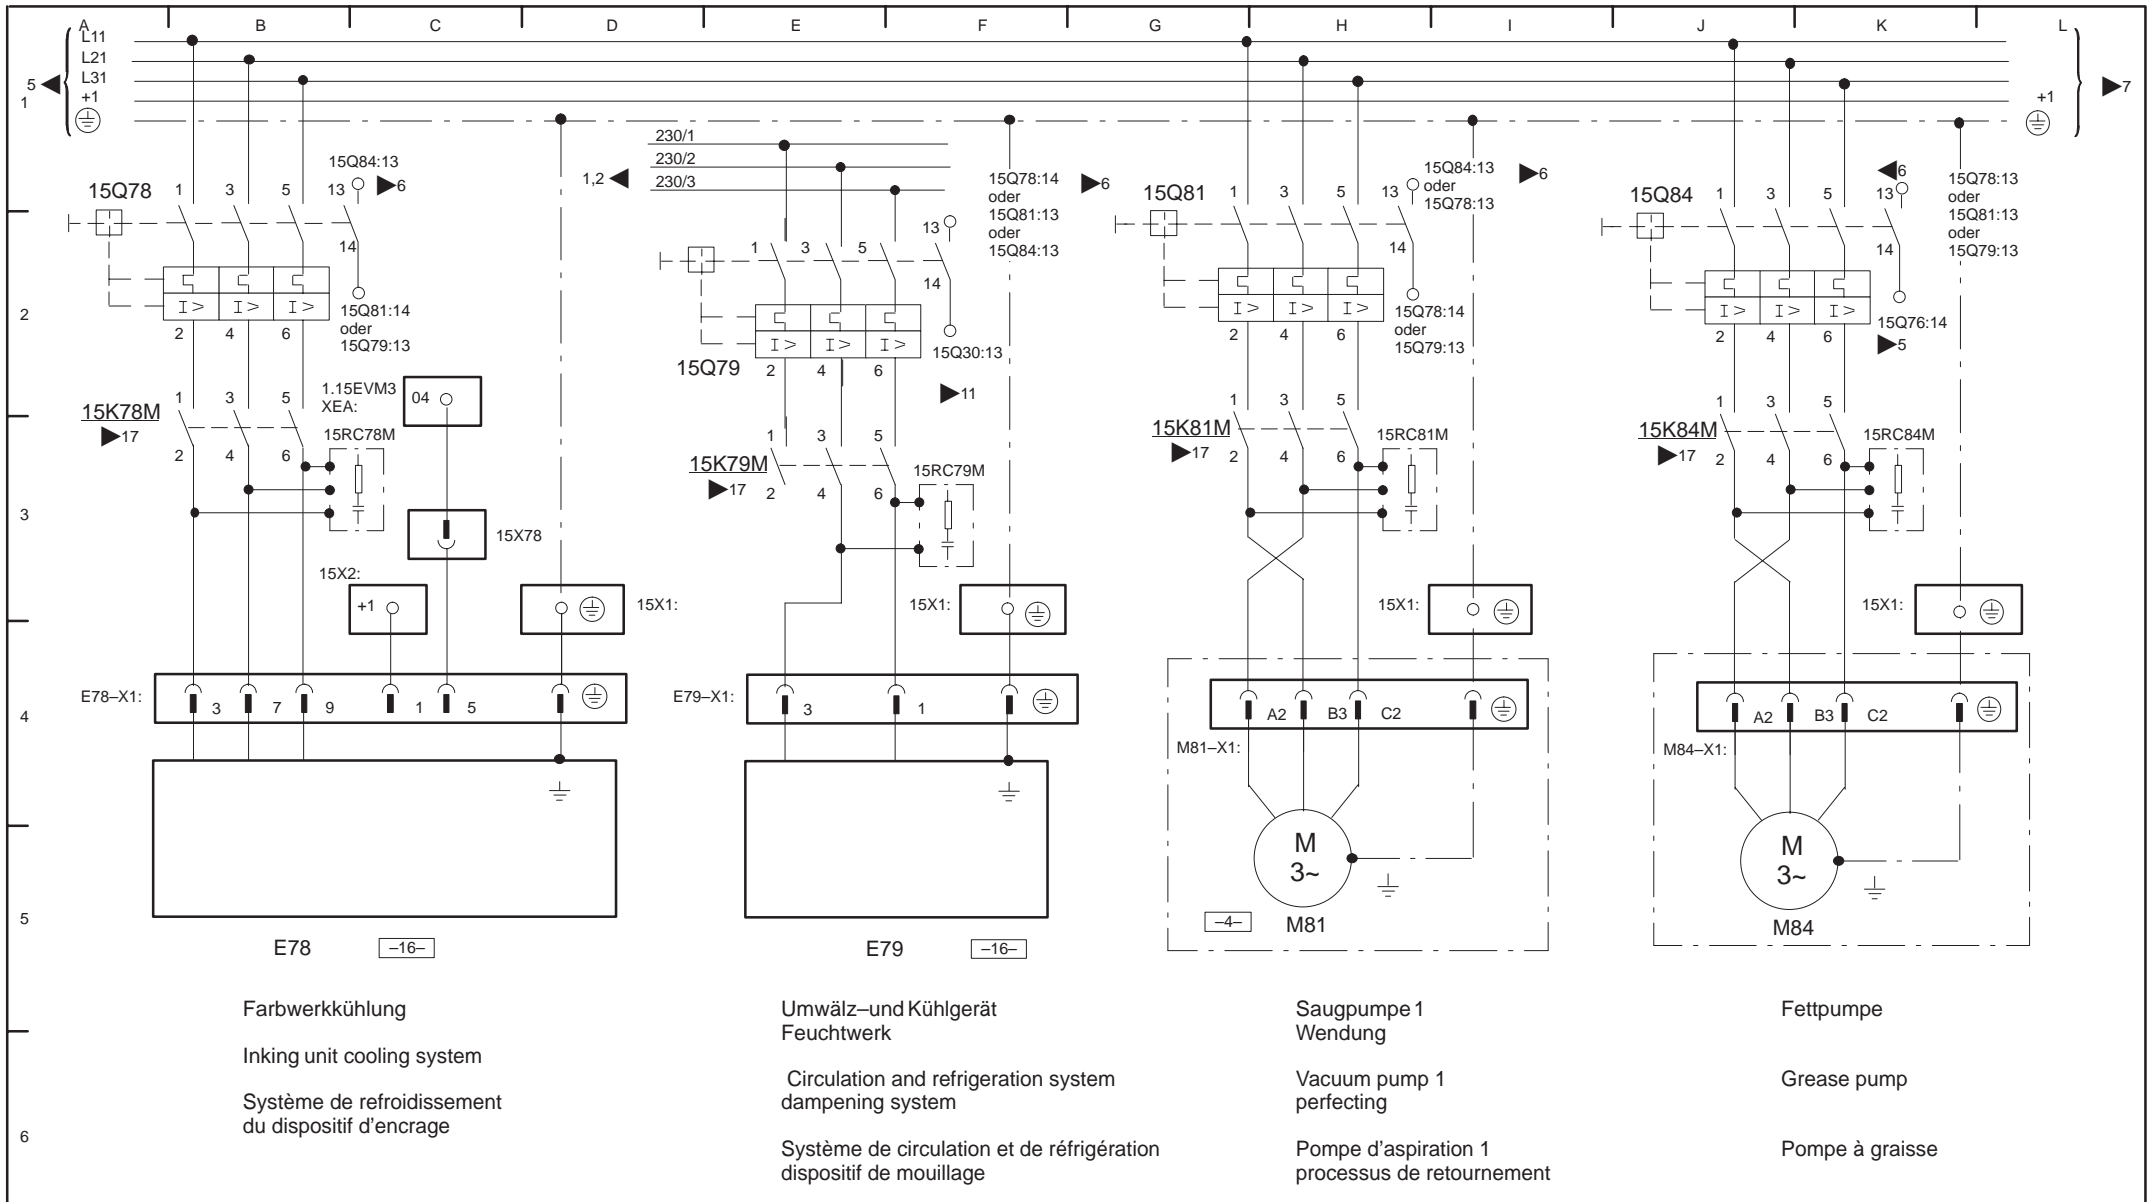 A B C D E F G H I J K L
L11
L21
L31
+1
5
1
+1
7
230/1
230/2
230/3
1,2
15Q84:13
6
15Q78
1 3 5 13
14
I > I > I >
2 4 6
15Q81:14
oder
15Q79:13
2
15K78M
17
1 3 5
2 4 6
15RC78M
1.15EVM3
XEA:
04
15X78
15X2:
+1
15X1:
3
E78–X1:
3 7 9 1 5
4
E78
–16–
5
15Q78:14
oder
15Q81:13
oder
15Q84:13
6
1 3 5 13
14
I > I > I >
15Q79
2 4 6
15Q30:13
11
15K79M
17
1 3 5
2 4 6
15RC79M
15X1:
E79–X1:
3 1
E79
–16–
15Q84:13
oder
15Q78:13
6
15Q81
1 3 5 13
14
I > I > I >
2 4 6
15Q78:14
oder
15Q79:13
15K81M
17
1 3 5
2 4 6
15RC81M
15X1:
A2 B3 C2
M81–X1:
M
3~
–4–
M81
6
15Q78:13
oder
15Q81:13
oder
15Q79:13
15Q84
1 3 5 13
14
I > I > I >
2 4 6
15Q76:14
5
15K84M
17
1 3 5
2 4 6
15RC84M
15X1:
A2 B3 C2
M84–X1:
M
3~
M84
Farbwerkkühlung
Inking unit cooling system
Système de refroidissement
du dispositif d'encrage
6
Umwälz–und Kühlgerät
Feuchtwerk
Circulation and refrigeration system
dampening system
Système de circulation et de réfrigération
dispositif de mouillage
Saugpumpe 1
Wendung
Vacuum pump 1
perfecting
Pompe d'aspiration 1
processus de retournement
Fettpumpe
Grease pump
Pompe à graisse